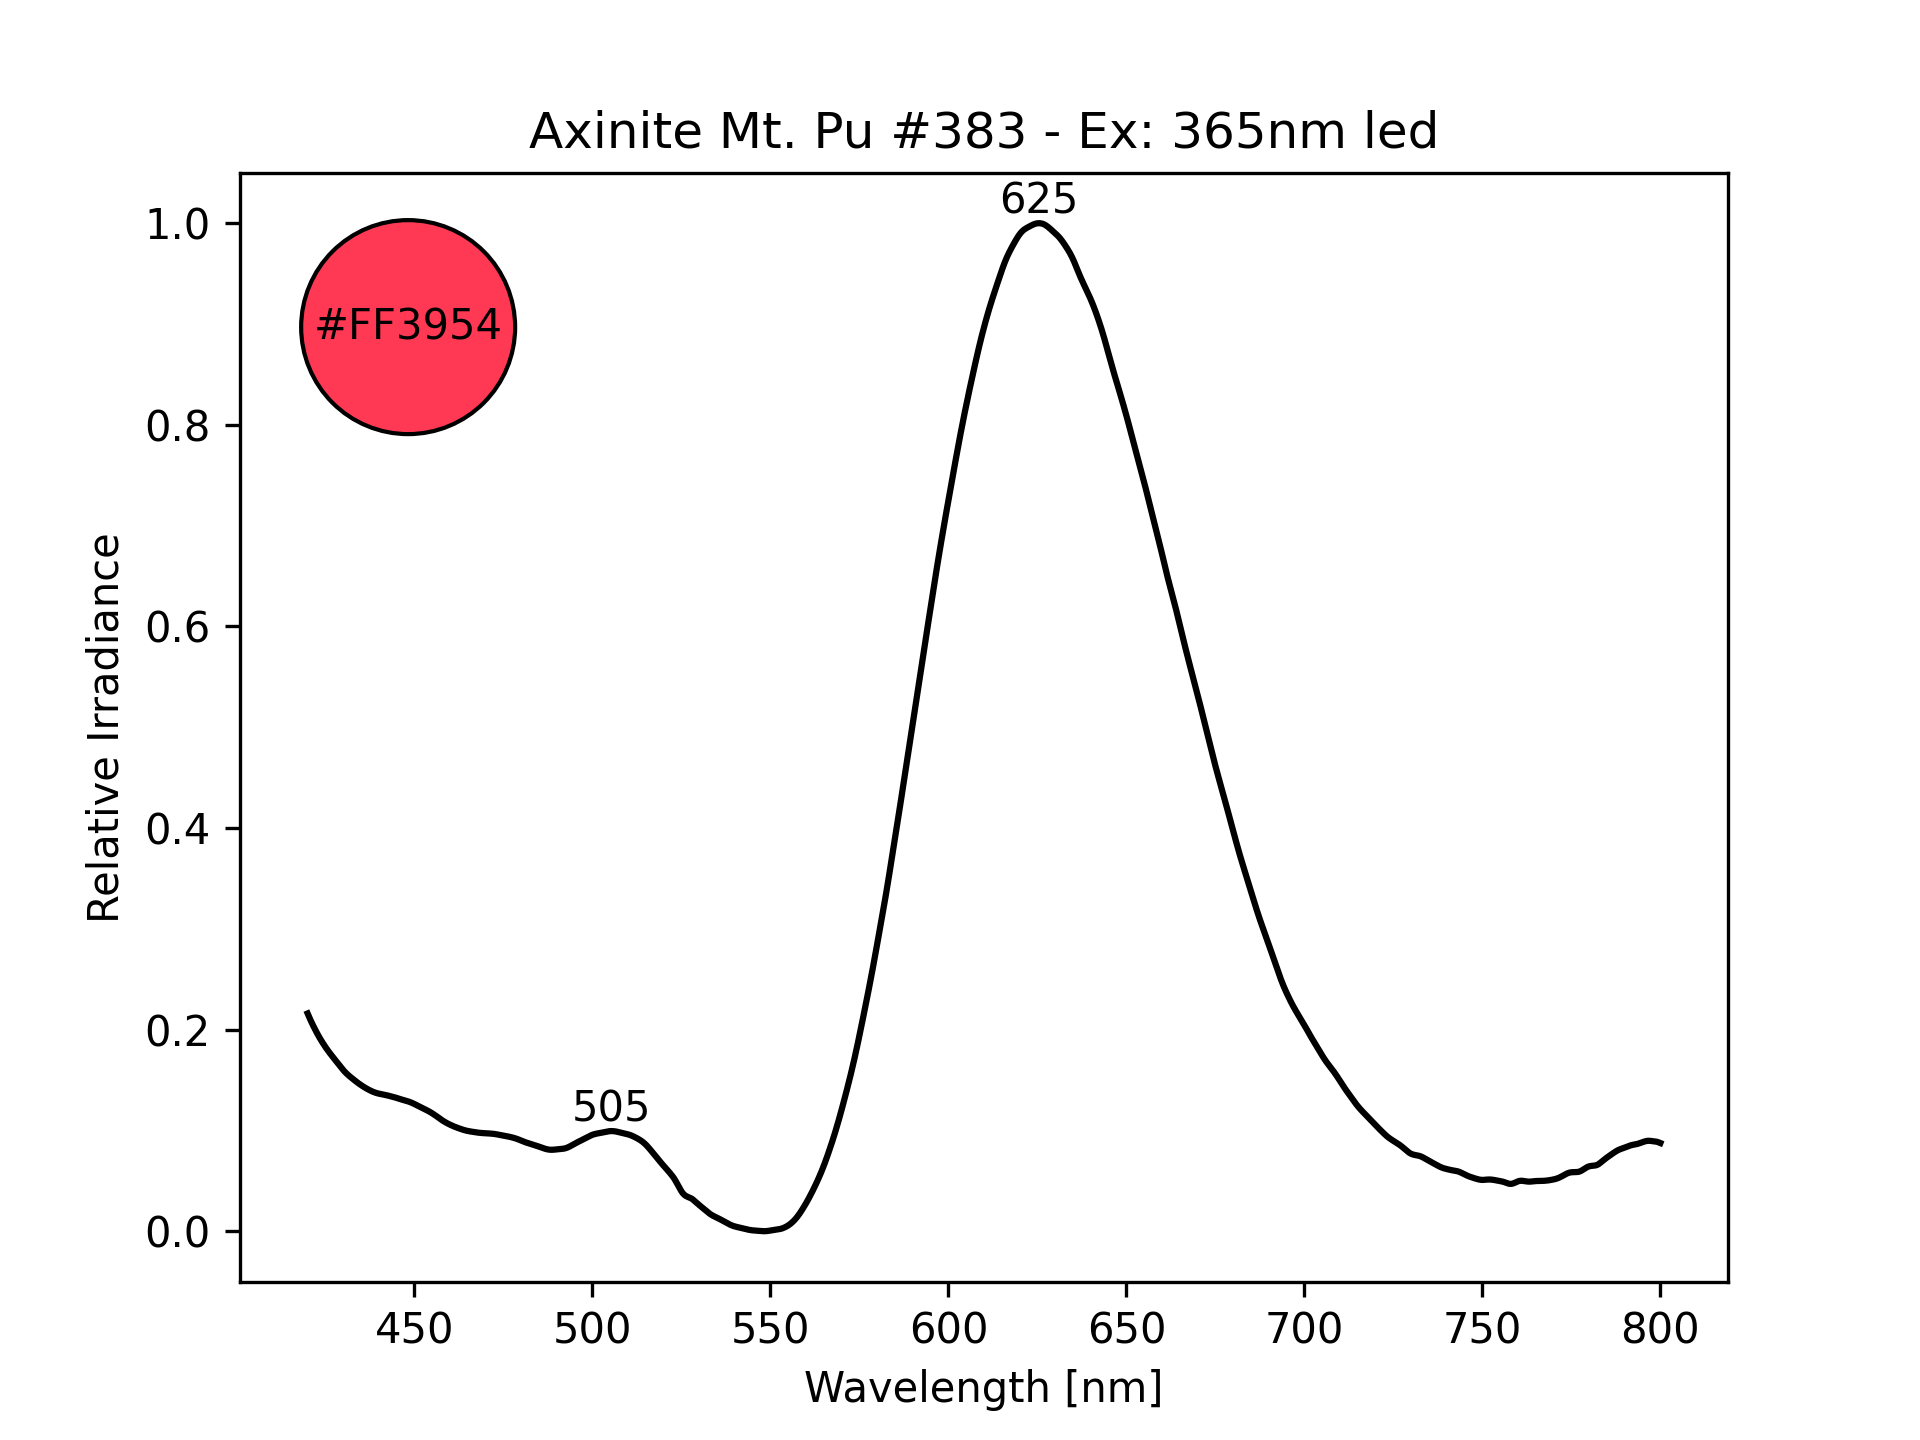 Axinite Mt. Pu #383 - Ex: 365nm led
625
1.0
#FF3954
0.8
0.6
Relative Irradiance
0.4
0.2
505
0.0
450 500 550 600 650 700 750 800
Wavelength [nm]